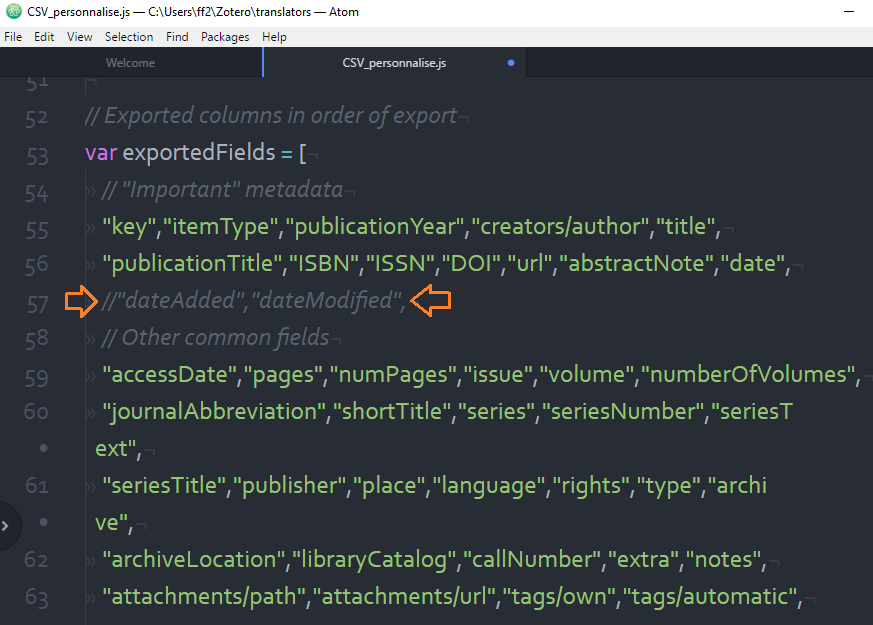 CSV_personnalise.js — C:\Users\ff2\Zotero\translators — Atom
File Edit View Selection Find Packages Help
Welcome CSV_personnalise.js
51
52 // Exported columns in order of export
53 var exportedFields = [
54 // "Important" metadata
55 "key","itemType","publicationYear","creators/author","title",
56 "publicationTitle","ISBN","ISSN","DOI","url","abstractNote","date",
57 //"dateAdded","dateModified",
58 // Other common fields
59 "accessDate","pages","numPages","issue","volume","numberOfVolumes",
60 "journalAbbreviation","shortTitle","series","seriesNumber","seriesT
ext",
61 "seriesTitle","publisher","place","language","rights","type","archi
ve",
62 "archiveLocation","libraryCatalog","callNumber","extra","notes",
63 "attachments/path","attachments/url","tags/own","tags/automatic",